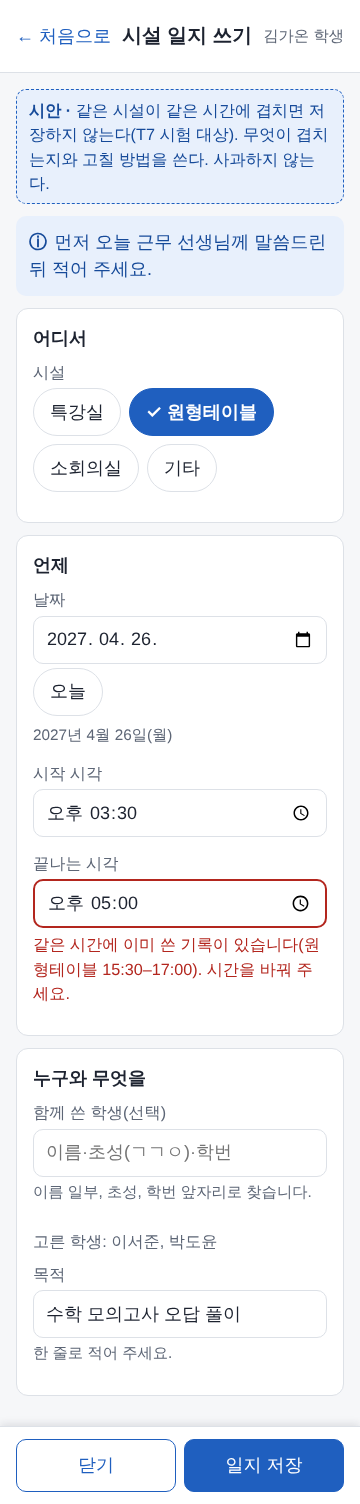 ← 처음으로 시설 일지 쓰기 김가온 학생
시안 · 같은 시설이 같은 시간에 겹치면 저
장하지 않는다(T7 시험 대상). 무엇이 겹치
는지와 고칠 방법을 쓴다. 사과하지 않는
다.
ⓘ 먼저 오늘 근무 선생님께 말씀드린
뒤 적어 주세요.
어디서
시설
특강실 ✓ 원형테이블
소회의실 기타
언제
날짜
2027. 04. 26.
오늘
2027년 4월 26일(월)
시작 시각
오후 03:30
끝나는 시각
오후 05:00
같은 시간에 이미 쓴 기록이 있습니다(원
형테이블 15:30–17:00). 시간을 바꿔 주
세요.
누구와 무엇을
함께 쓴 학생(선택)
이름·초성(ㄱㄱㅇ)·학번
이름 일부, 초성, 학번 앞자리로 찾습니다.
고른 학생: 이서준, 박도윤
목적
수학 모의고사 오답 풀이
한 줄로 적어 주세요.
닫기 일지 저장